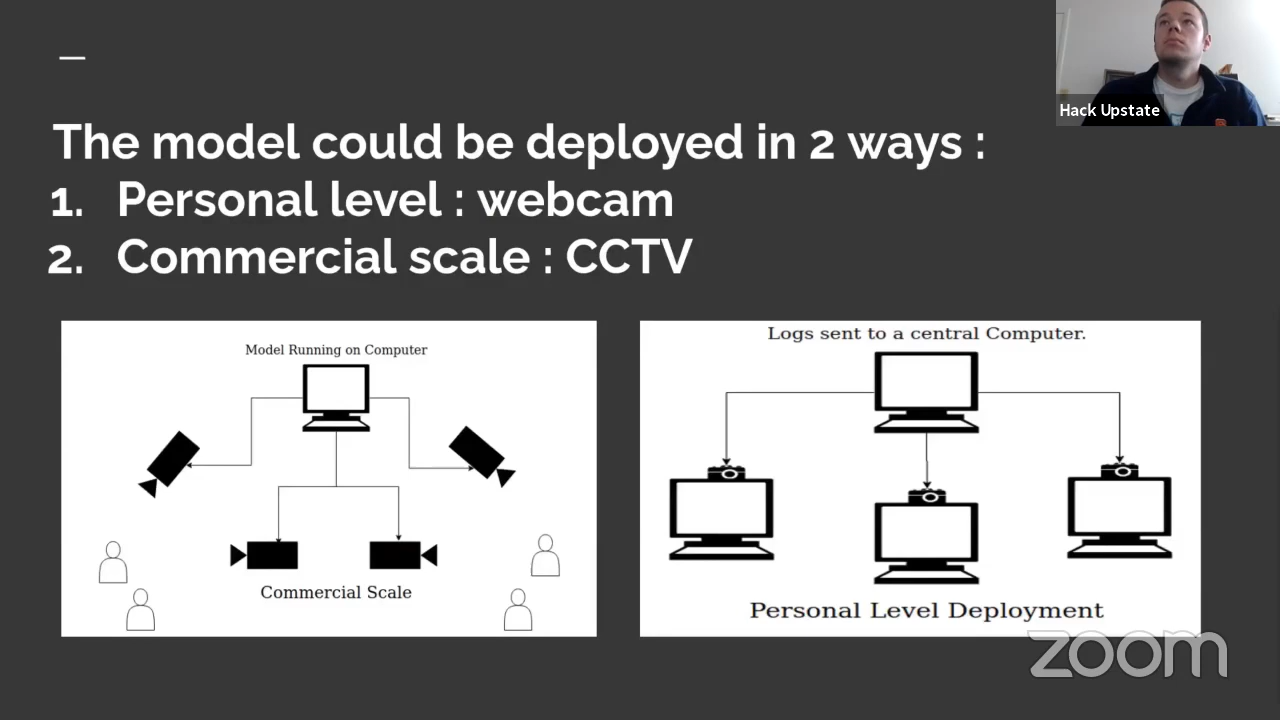 Hack Upstate
The model could be deployed in 2 ways :
1. Personal level : webcam
2. Commercial scale : CCTV
Model Running on Computer
Commercial Scale
Logs sent to a central Computer.
Personal Level Deployment
zoom